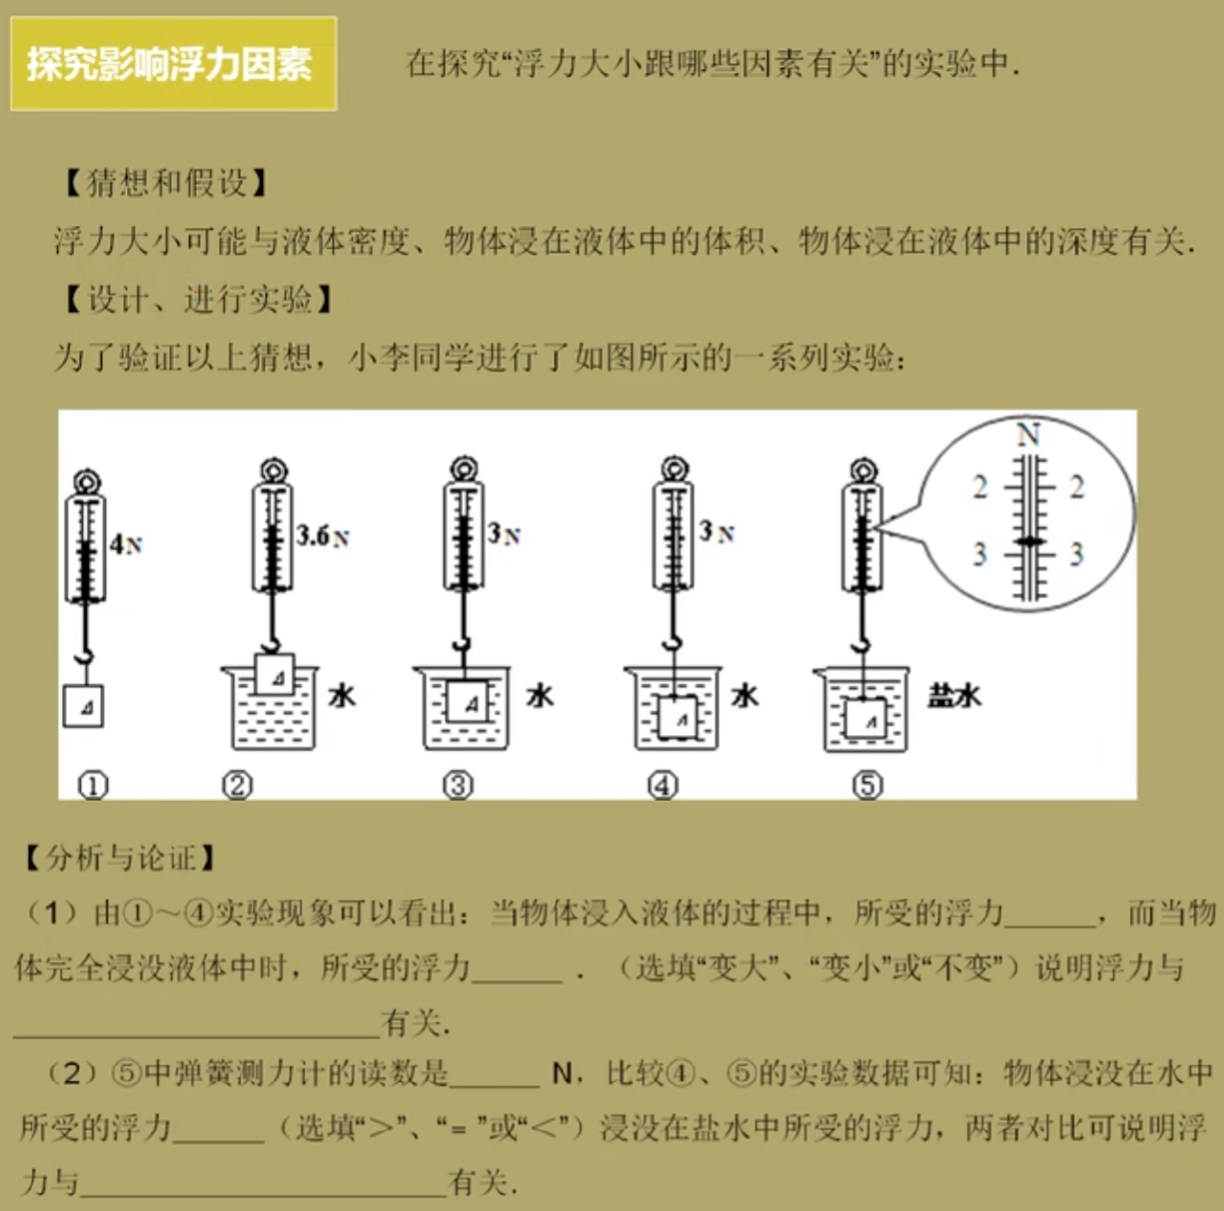 探究影响浮力因素
在探究“浮力大小跟哪些因素有关”的实验中.
【猜想和假设】
浮力大小可能与液体密度、物体浸在液体中的体积、物体浸在液体中的深度有关.
【设计、进行实验】
为了验证以上猜想，小李同学进行了如图所示的一系列实验：
4N 3.6N 3N 3N N 2 2 3 3
A A A A A
水 水 水 盐水
① ② ③ ④ ⑤
【分析与论证】
（1）由①～④实验现象可以看出：当物体浸入液体的过程中，所受的浮力______，而当物
体完全浸没液体中时，所受的浮力______．（选填“变大”、“变小”或“不变”）说明浮力与
________________________有关.
（2）⑤中弹簧测力计的读数是______ N，比较④、⑤的实验数据可知：物体浸没在水中
所受的浮力______（选填“＞”、“= ”或“＜”）浸没在盐水中所受的浮力，两者对比可说明浮
力与________________________有关.